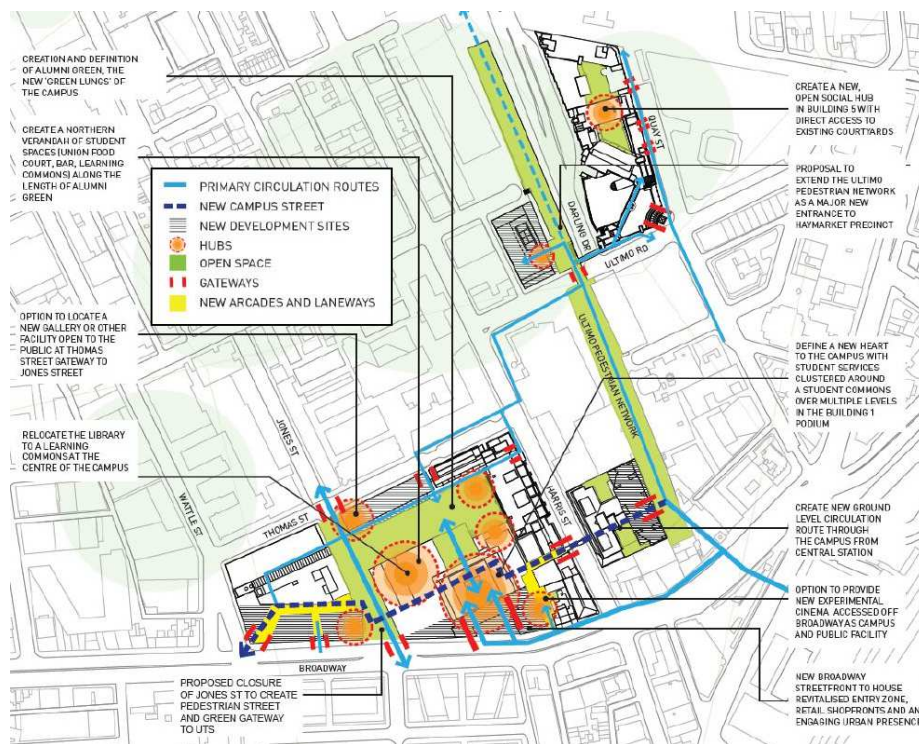 CREATION AND DEFINITION
OF ALUMNI GREEN, THE
NEW 'GREEN LUNGS' OF
THE CAMPUS
CREATE A NORTHERN
VERANDAH OF STUDENT
SPACES (UNION FOOD
COURT, BAR, LEARNING
COMMONS) ALONG THE
LENGTH OF ALUMNI
GREEN
OPTION TO LOCATE A
NEW GALLERY OR OTHER
FACILITY OPEN TO THE
PUBLIC AT THOMAS
STREET GATEWAY TO
JONES STREET
RELOCATE THE LIBRARY
TO A LEARNING
COMMONS AT THE
CENTRE OF THE CAMPUS
PRIMARY CIRCULATION ROUTES
NEW CAMPUS STREET
NEW DEVELOPMENT SITES
HUBS
OPEN SPACE
GATEWAYS
NEW ARCADES AND LANEWAYS
QUAY ST
DARLING DR
ULTIMO RD
ULTIMO PEDESTRIAN NETWORK
JONES ST
WATTLE ST
THOMAS ST
HARRIS ST
BROADWAY
PROPOSED CLOSURE
OF JONES ST TO CREATE
PEDESTRIAN STREET
AND GREEN GATEWAY
TO UTS
CREATE A NEW,
OPEN SOCIAL HUB
IN BUILDING 5 WITH
DIRECT ACCESS TO
EXISTING COURTYARDS
PROPOSAL TO
EXTEND THE ULTIMO
PEDESTRIAN NETWORK
AS A MAJOR NEW
ENTRANCE TO
HAYMARKET PRECINCT
DEFINE A NEW HEART
TO THE CAMPUS WITH
STUDENT SERVICES
CLUSTERED AROUND
A STUDENT COMMONS
OVER MULTIPLE LEVELS
IN THE BUILDING 1
PODIUM
CREATE NEW GROUND
LEVEL CIRCULATION
ROUTE THROUGH
THE CAMPUS FROM
CENTRAL STATION
OPTION TO PROVIDE
NEW EXPERIMENTAL
CINEMA ACCESSED OFF
BROADWAY AS CAMPUS
AND PUBLIC FACILITY
NEW BROADWAY
STREETFRONT TO HOUSE
REVITALISED ENTRY ZONE,
RETAIL SHOPFRONTS AND AN
ENGAGING URBAN PRESENCE